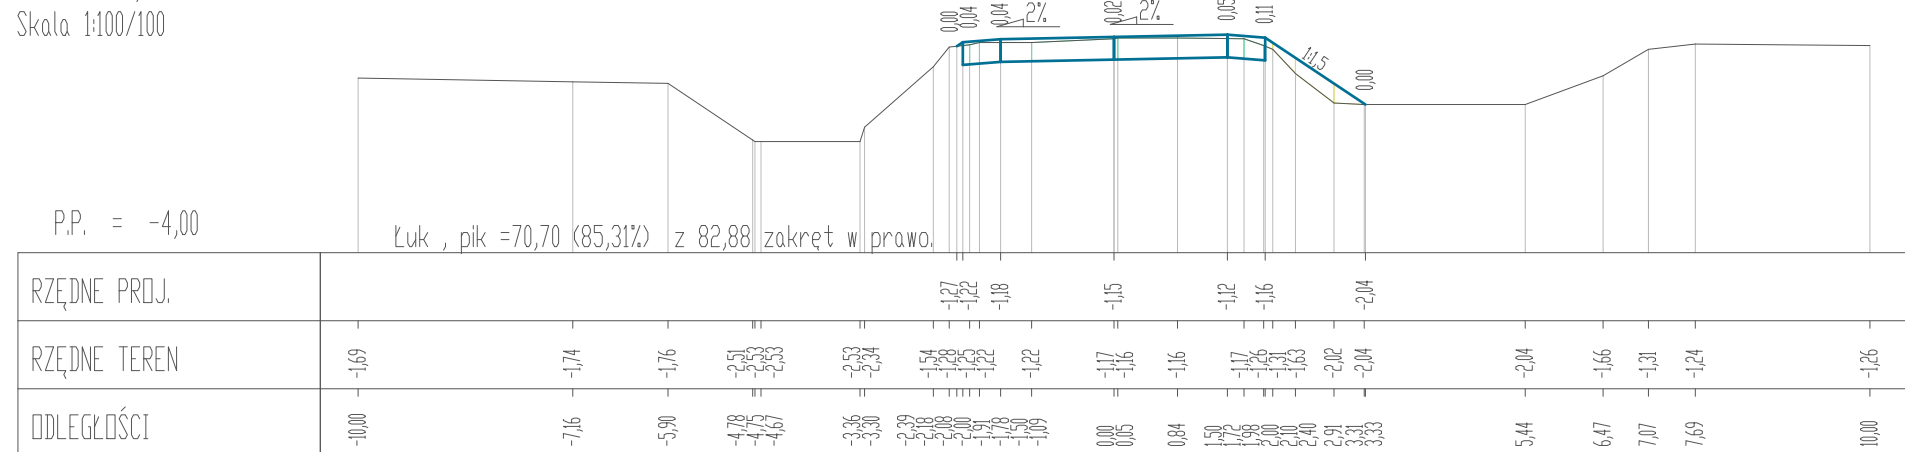 Skala 1:100/100
0,00 0,04 0,04 2% 0,02 2% 0,05 0,11
1:1,5
0,00
P.P. = -4,00
Łuk , pik =70,70 (85,31%) z 82,88 zakręt w prawo.
RZĘDNE PROJ. -1,27 -1,22 -1,18 -1,15 -1,12 -1,16 -2,04
RZĘDNE TEREN -1,69 -1,74 -1,76 -2,51 -2,53 -2,53 -2,53 -2,34 -1,54 -1,28 -1,25 -1,25 -1,22 -1,22 -1,17 -1,16 -1,16 -1,17 -1,26 -1,31 -1,63 -2,02 -2,04 -2,04 -1,66 -1,31 -1,24 -1,26
ODLEGŁOŚCI -10,00 -7,16 -5,90 -4,78 -4,75 -4,67 -3,36 -3,30 -2,39 -2,18 -2,08 -2,00 -1,91 -1,78 -1,50 -1,09 0,00 0,05 0,84 1,50 1,72 1,98 2,00 2,10 2,40 2,91 3,31 3,33 5,44 6,47 7,07 7,69 10,00